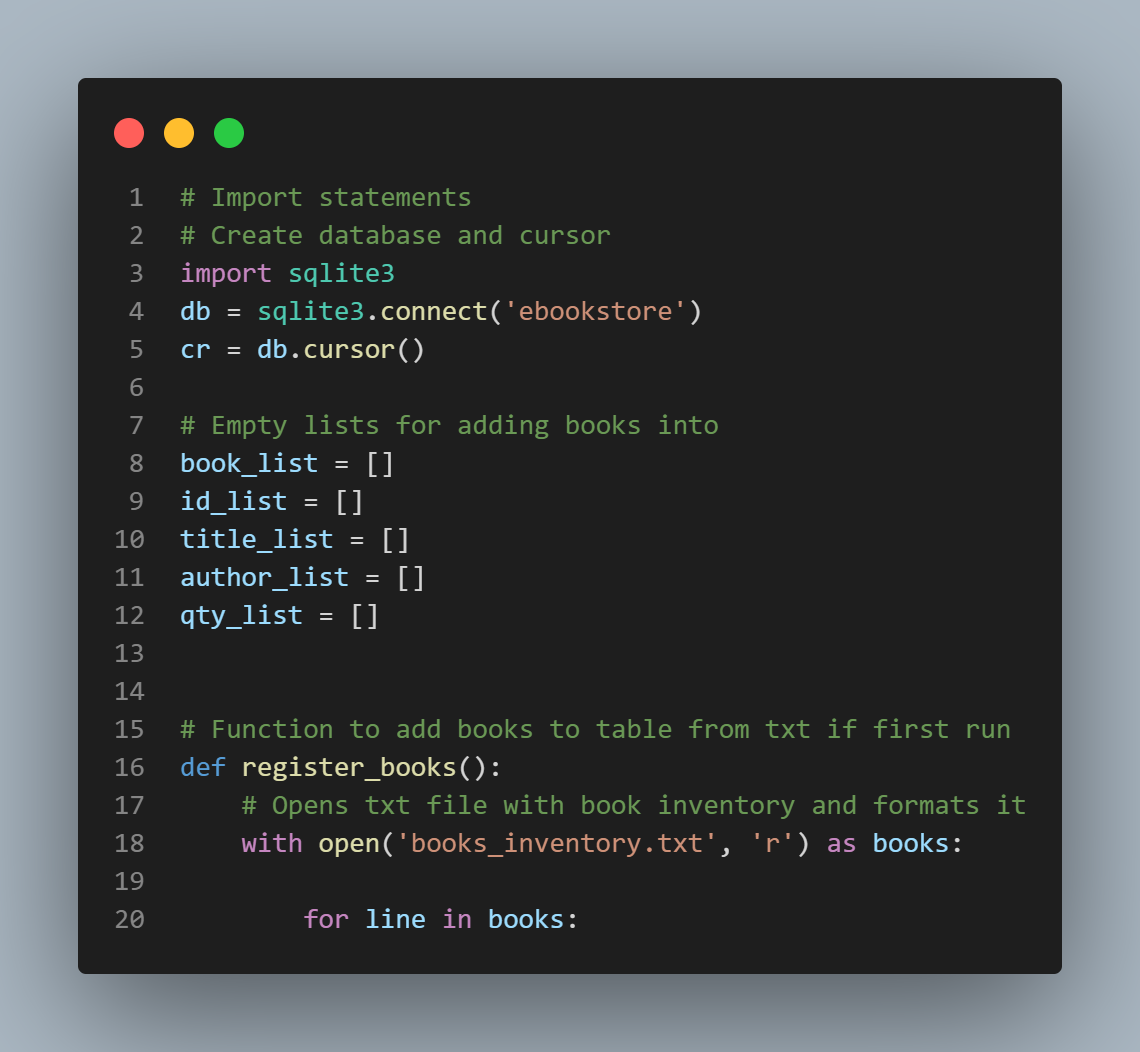 1 # Import statements
2 # Create database and cursor
3 import sqlite3
4 db = sqlite3.connect('ebookstore')
5 cr = db.cursor()
6
7 # Empty lists for adding books into
8 book_list = []
9 id_list = []
10 title_list = []
11 author_list = []
12 qty_list = []
13
14
15 # Function to add books to table from txt if first run
16 def register_books():
17     # Opens txt file with book inventory and formats it
18     with open('books_inventory.txt', 'r') as books:
19
20         for line in books: